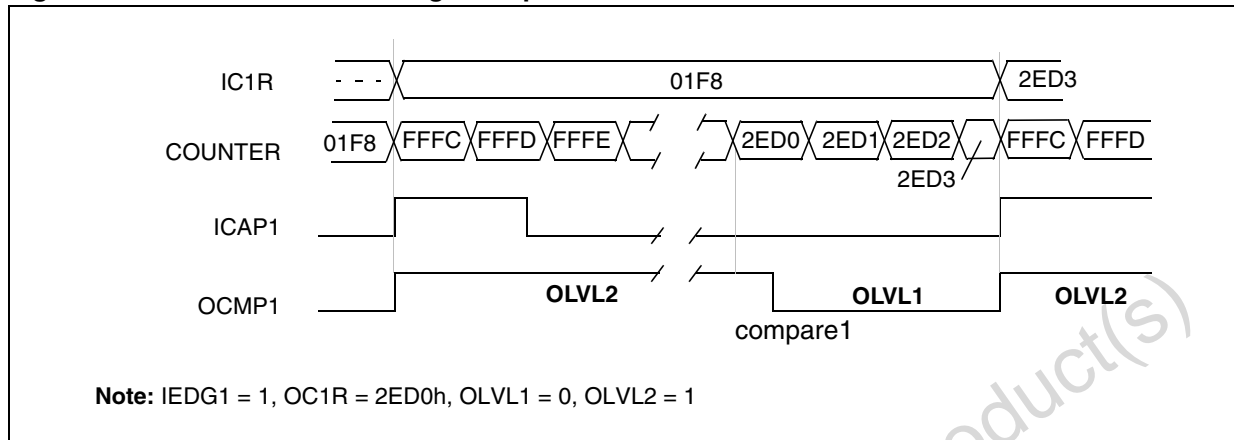 IC1R - - - 01F8 2ED3
COUNTER 01F8 FFFC FFFD FFFE 2ED0 2ED1 2ED2 FFFC FFFD
2ED3
ICAP1
OCMP1 OLVL2 OLVL1 OLVL2
compare1
Note: IEDG1 = 1, OC1R = 2ED0h, OLVL1 = 0, OLVL2 = 1